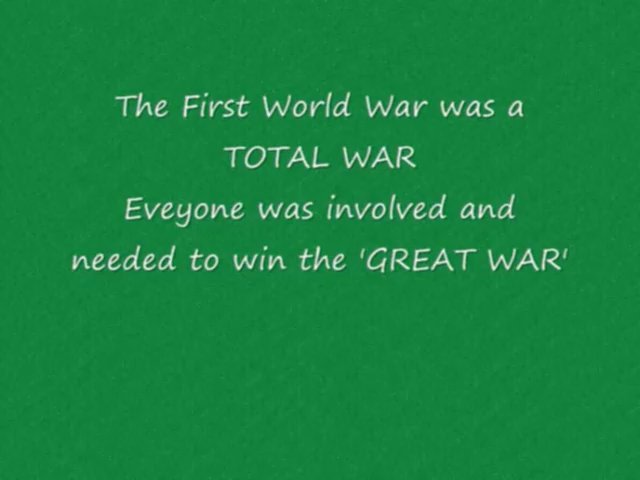 The First World War was a
TOTAL WAR
Eveyone was involved and
needed to win the 'GREAT WAR'